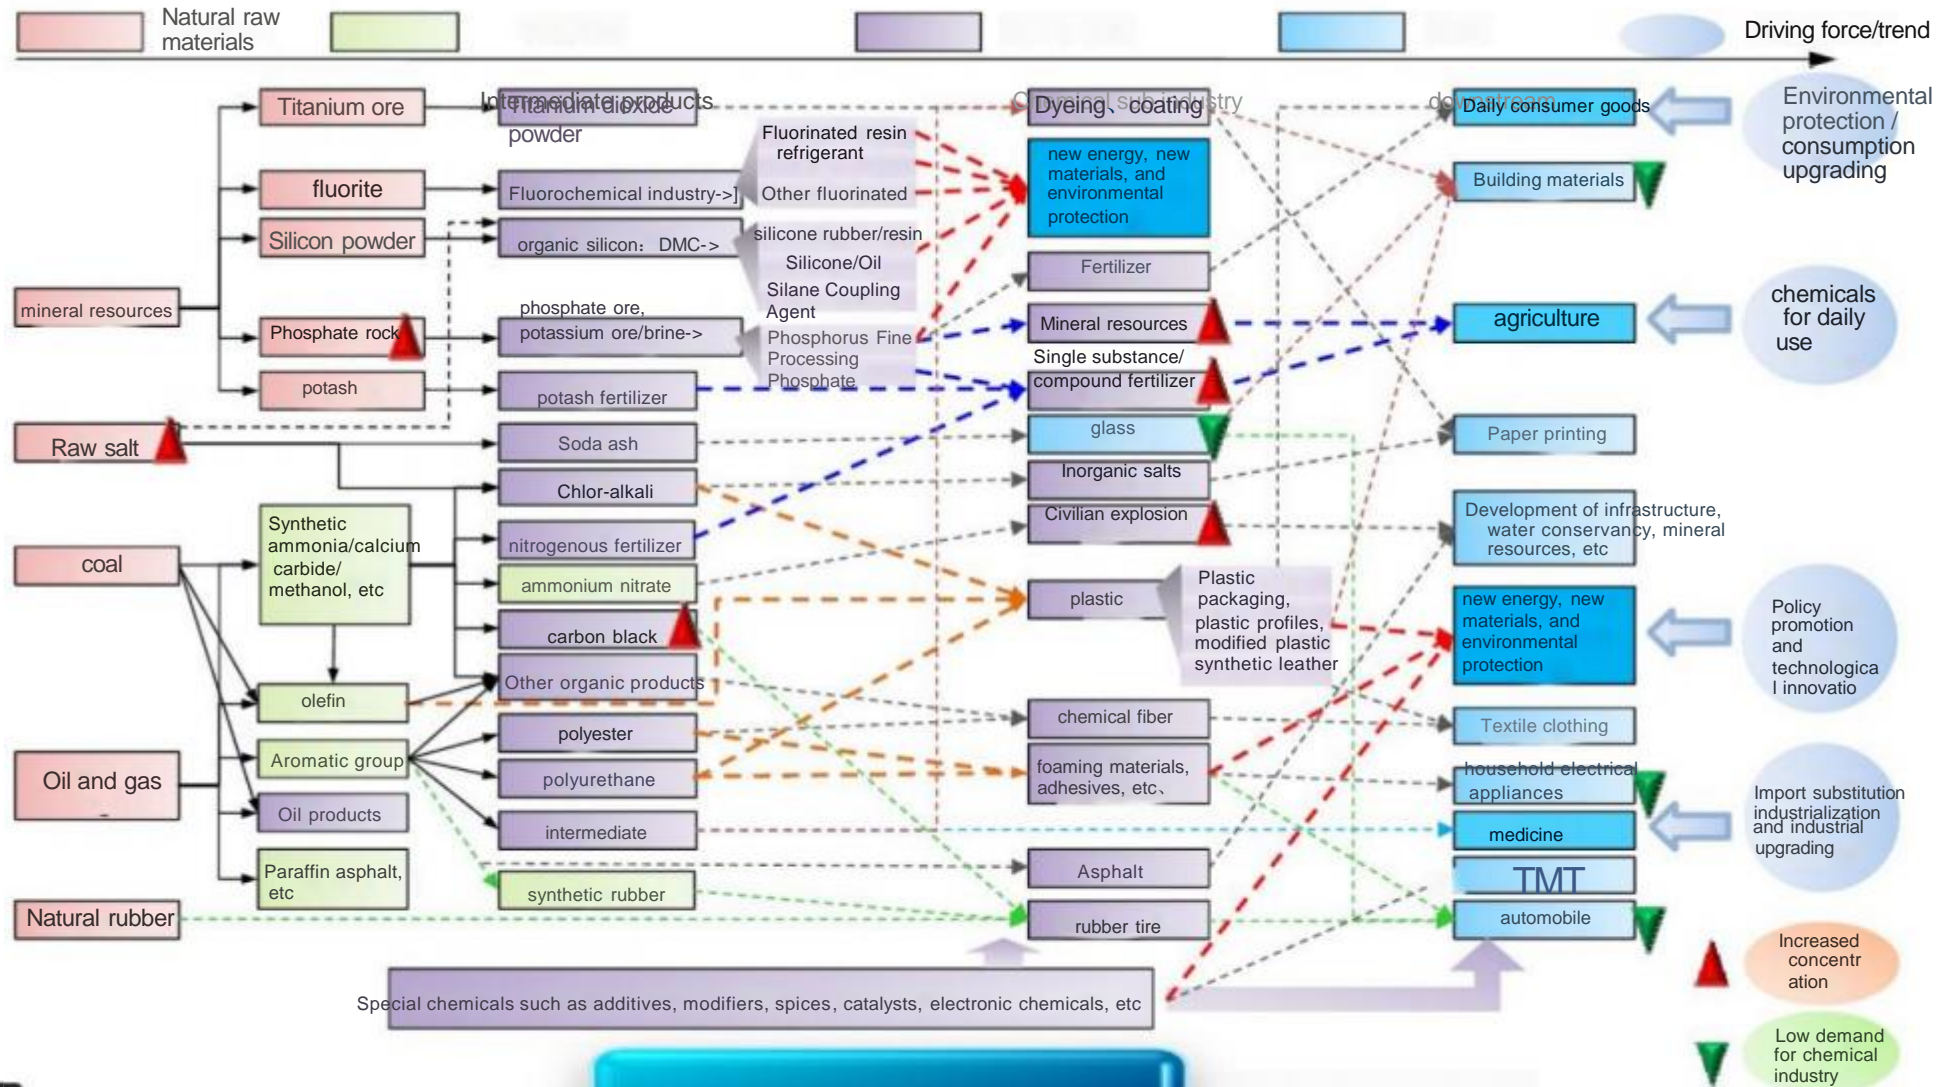 Natural raw
materials
Driving force/trend
Intermediate products
Chemical sub industry
downstream
Titanium ore
Titanium dioxide
powder
Fluorinated resin
refrigerant
Other fluorinated
Dyeing、coating
Daily consumer goods
Environmental
protection /
consumption
upgrading
new energy, new
materials, and
environmental
protection
Building materials
fluorite
Fluorochemical industry->]
Silicon powder
organic silicon: DMC->
silicone rubber/resin
Silicone/Oil
Silane Coupling
Agent
Fertilizer
mineral resources
Phosphate rock
phosphate ore,
potassium ore/brine->
Phosphorus Fine
Processing
Phosphate
Mineral resources
agriculture
chemicals
for daily
use
potash
potash fertilizer
Single substance/
compound fertilizer
Raw salt
Soda ash
glass
Paper printing
Chlor-alkali
Inorganic salts
coal
Synthetic
ammonia/calcium
carbide/
methanol, etc
nitrogenous fertilizer
Civilian explosion
Development of infrastructure,
water conservancy, mineral
resources, etc
ammonium nitrate
carbon black
plastic
Plastic
packaging,
plastic profiles,
modified plastic
synthetic leather
new energy, new
materials, and
environmental
protection
Policy
promotion
and
technologica
l innovatio
olefin
Other organic products
chemical fiber
Textile clothing
Oil and gas
Aromatic group
polyester
polyurethane
foaming materials,
adhesives, etc、
household electrical
appliances
Import substitution
industrialization
and industrial
upgrading
Oil products
intermediate
medicine
Paraffin asphalt,
etc
synthetic rubber
Asphalt
TMT
Natural rubber
rubber tire
automobile
Increased
concentr
ation
Special chemicals such as additives, modifiers, spices, catalysts, electronic chemicals, etc
Low demand
for chemical
industry